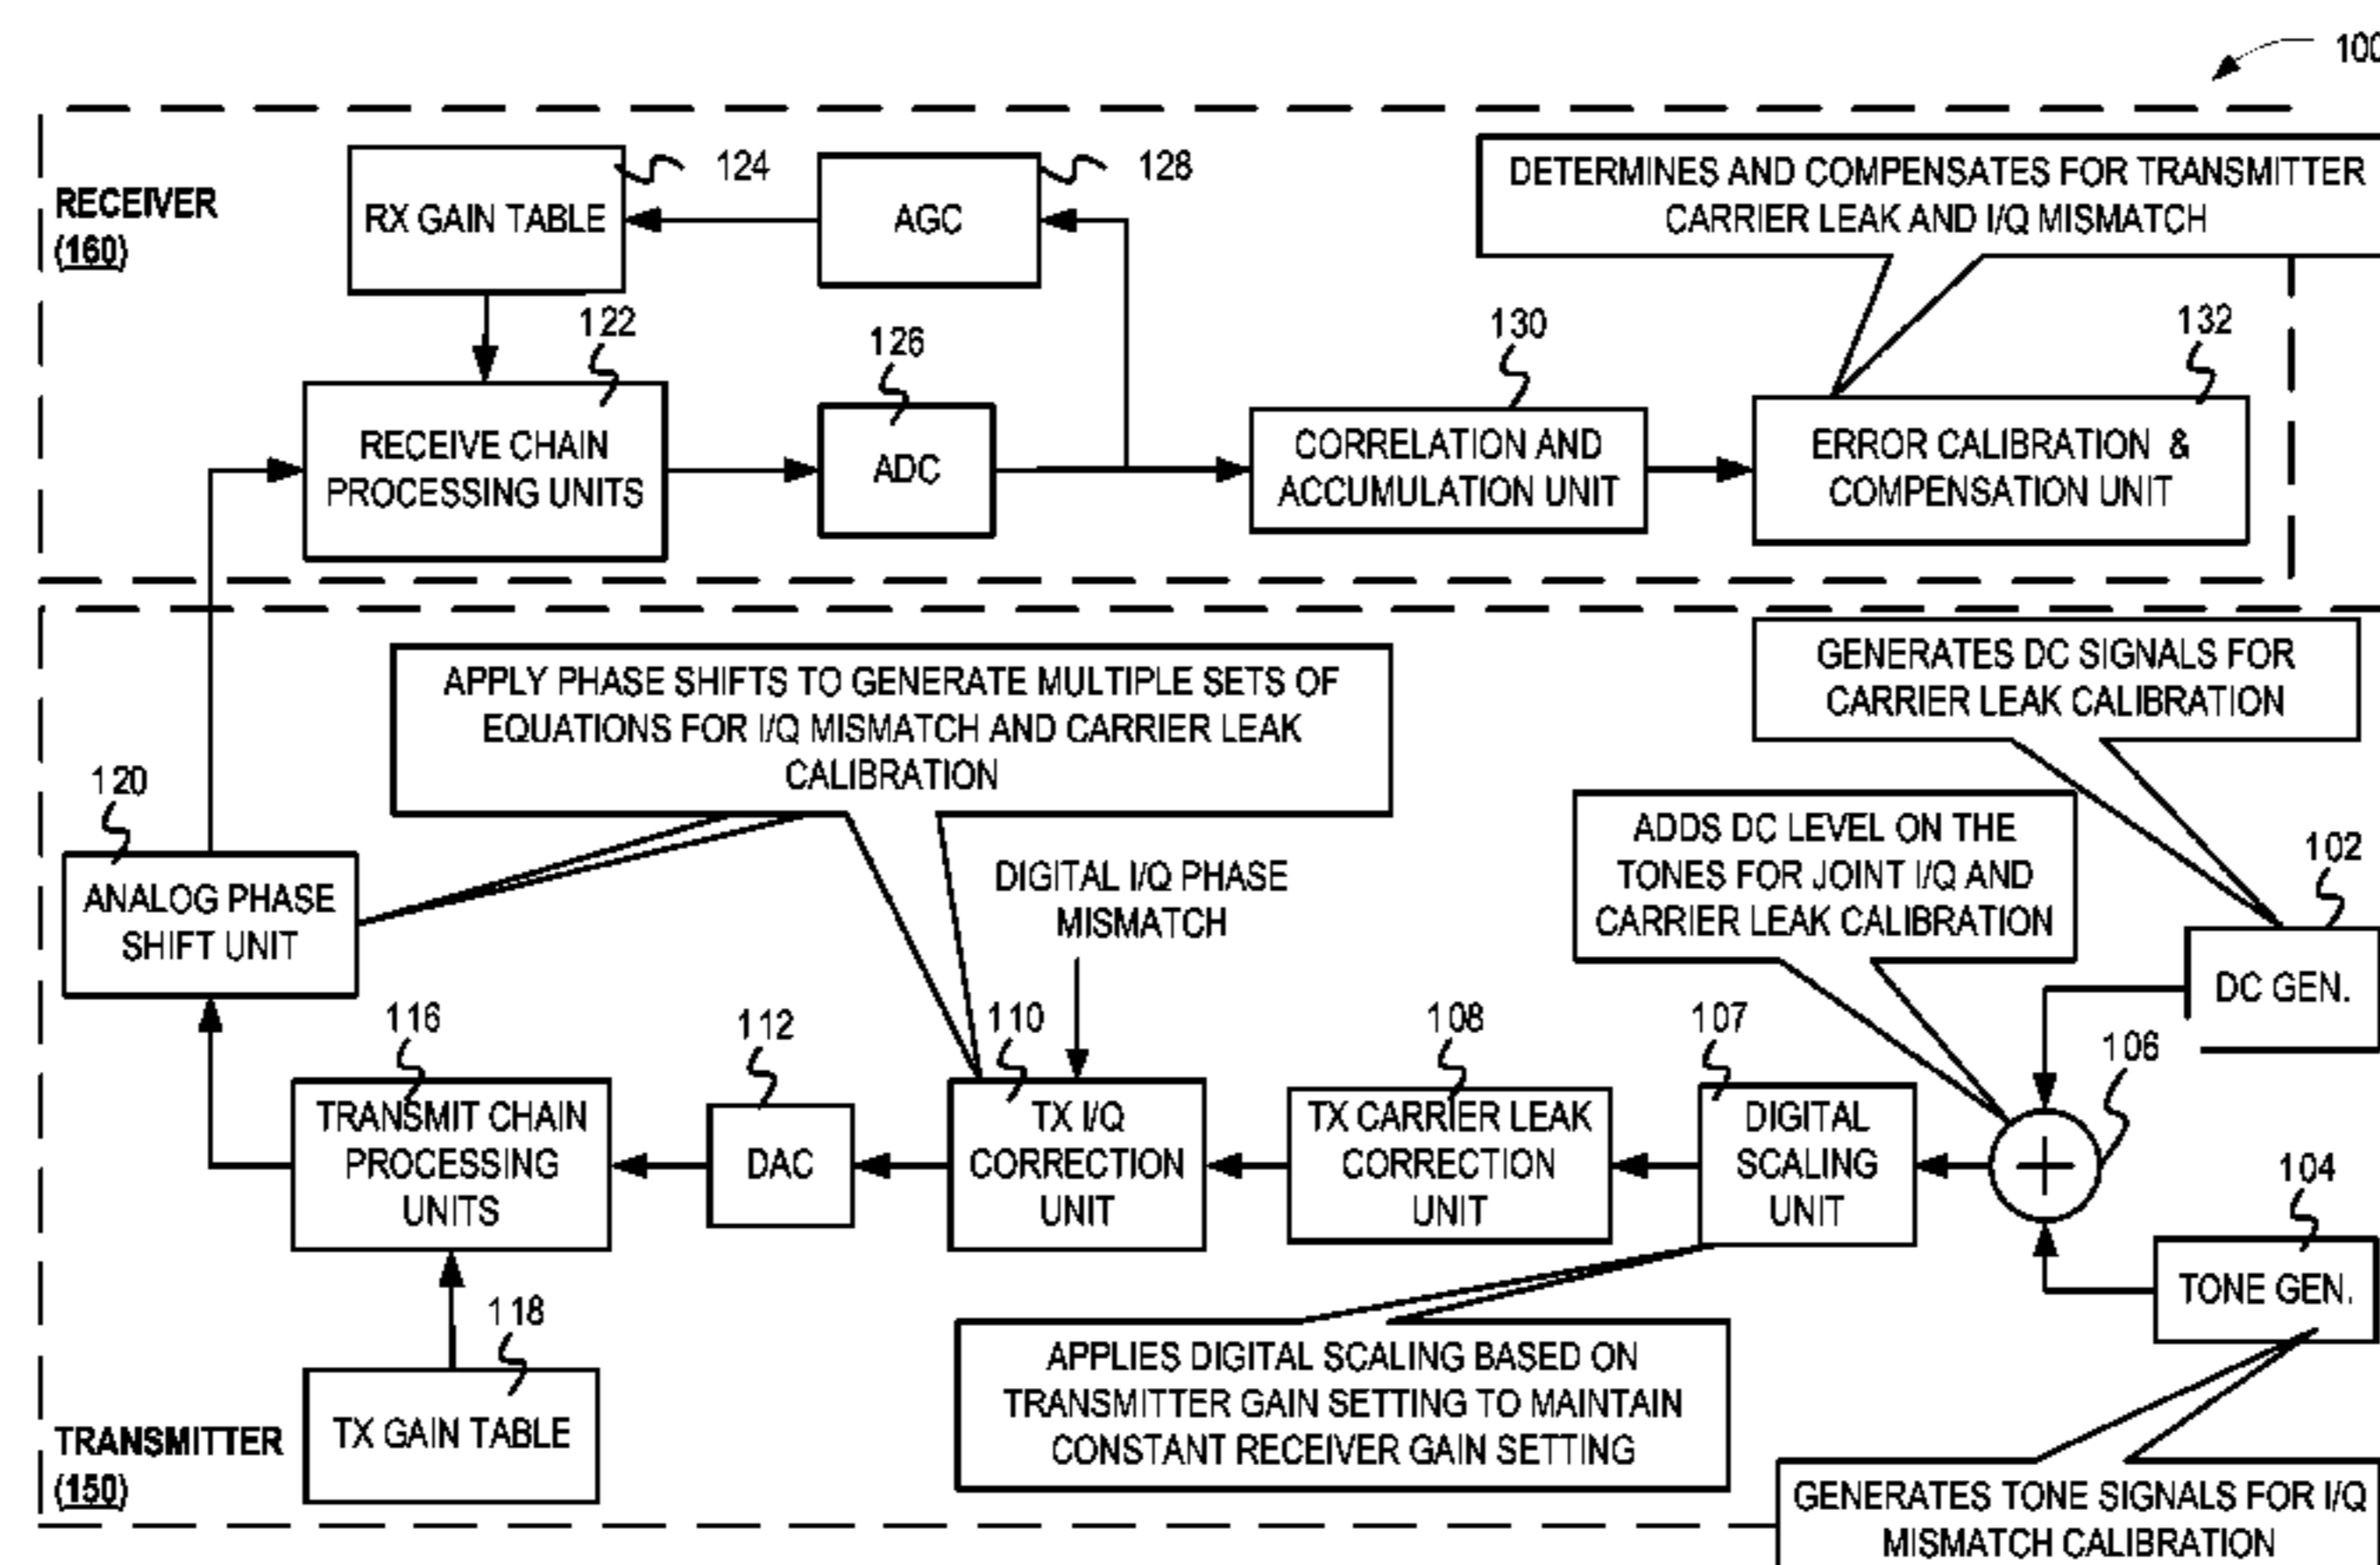 100
RECEIVER
(160)
RX GAIN TABLE
124
AGC
128
DETERMINES AND COMPENSATES FOR TRANSMITTER
CARRIER LEAK AND I/Q MISMATCH
122
RECEIVE CHAIN
PROCESSING UNITS
126
ADC
130
CORRELATION AND
ACCUMULATION UNIT
132
ERROR CALIBRATION &
COMPENSATION UNIT
APPLY PHASE SHIFTS TO GENERATE MULTIPLE SETS OF
EQUATIONS FOR I/Q MISMATCH AND CARRIER LEAK
CALIBRATION
GENERATES DC SIGNALS FOR
CARRIER LEAK CALIBRATION
120
ANALOG PHASE
SHIFT UNIT
DIGITAL I/Q PHASE
MISMATCH
ADDS DC LEVEL ON THE
TONES FOR JOINT I/Q AND
CARRIER LEAK CALIBRATION
102
DC GEN.
116
TRANSMIT CHAIN
PROCESSING
UNITS
112
DAC
110
TX I/Q
CORRECTION
UNIT
108
TX CARRIER LEAK
CORRECTION
UNIT
107
DIGITAL
SCALING
UNIT
106
+
104
TONE GEN.
118
TX GAIN TABLE
APPLIES DIGITAL SCALING BASED ON
TRANSMITTER GAIN SETTING TO MAINTAIN
CONSTANT RECEIVER GAIN SETTING
TRANSMITTER
(150)
GENERATES TONE SIGNALS FOR I/Q
MISMATCH CALIBRATION